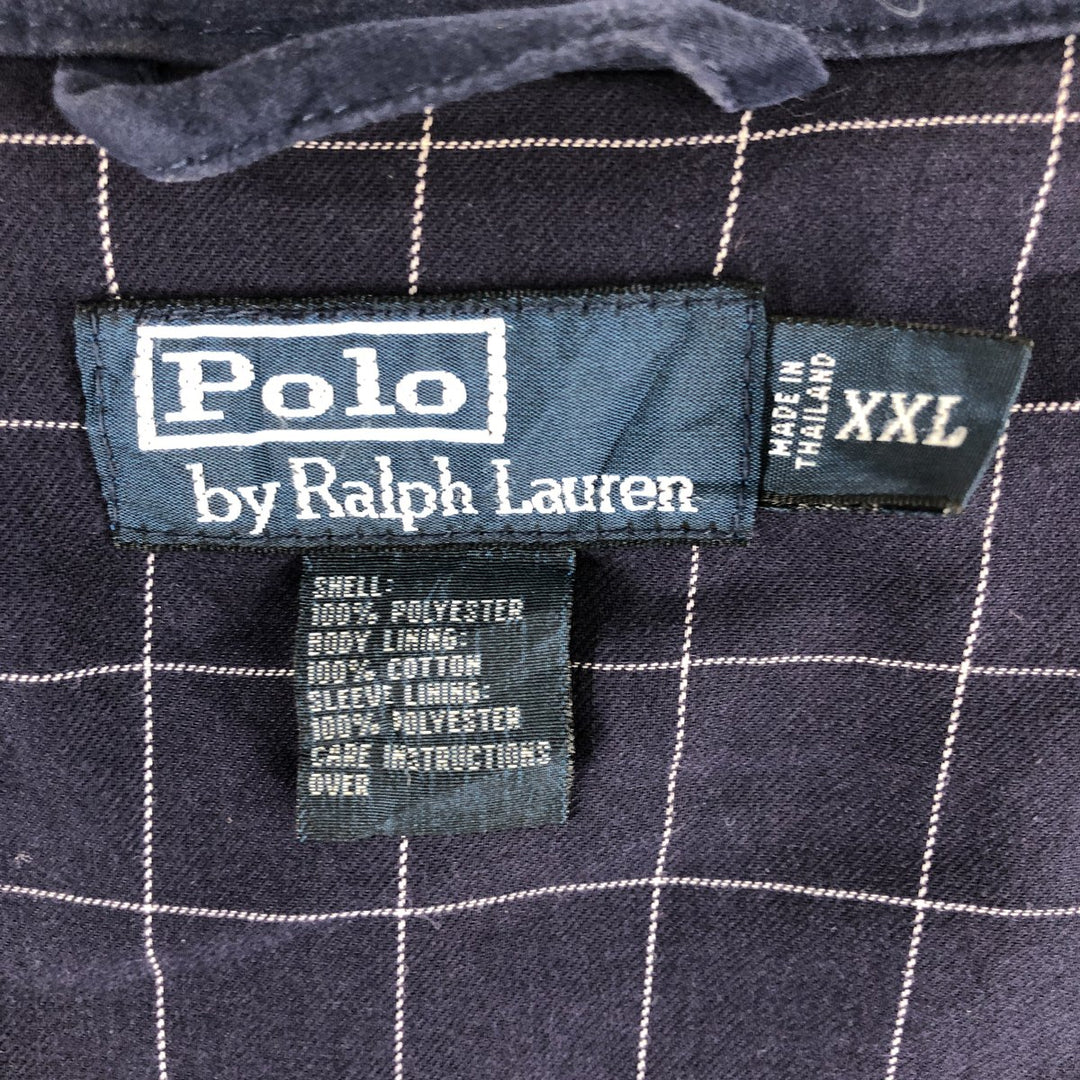 Polo
by Ralph Lauren
MADE IN
THAILAND
XXL
SHELL:
100% POLYESTER
BODY LINING:
100% COTTON
SLEEVE LINING:
100% POLYESTER
CARE INSTRUCTIONS
OVER